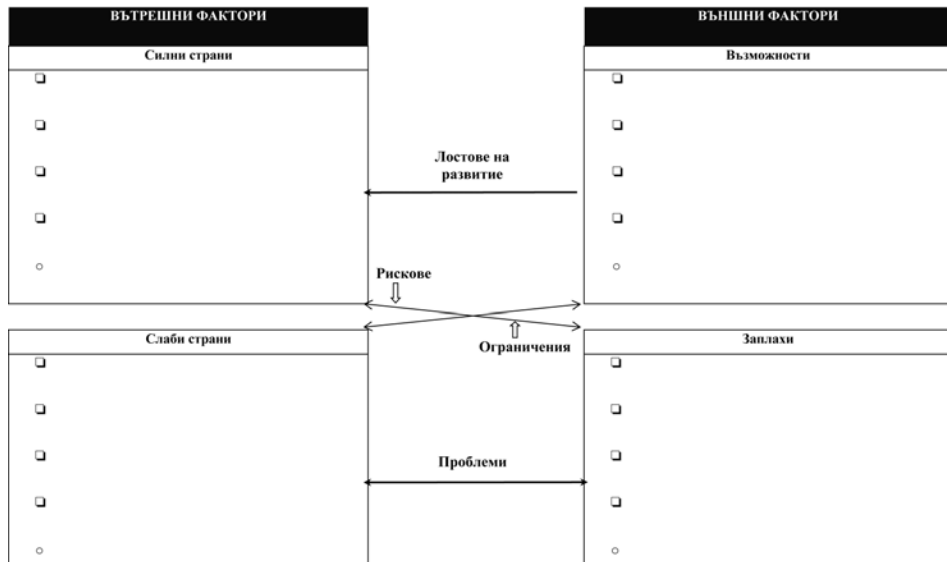 ВЪТРЕШНИ ФАКТОРИ
ВЪНШНИ ФАКТОРИ
Силни страни
Възможности
Лостове на
развитие
Рискове
Ограничения
Слаби страни
Заплахи
Проблеми